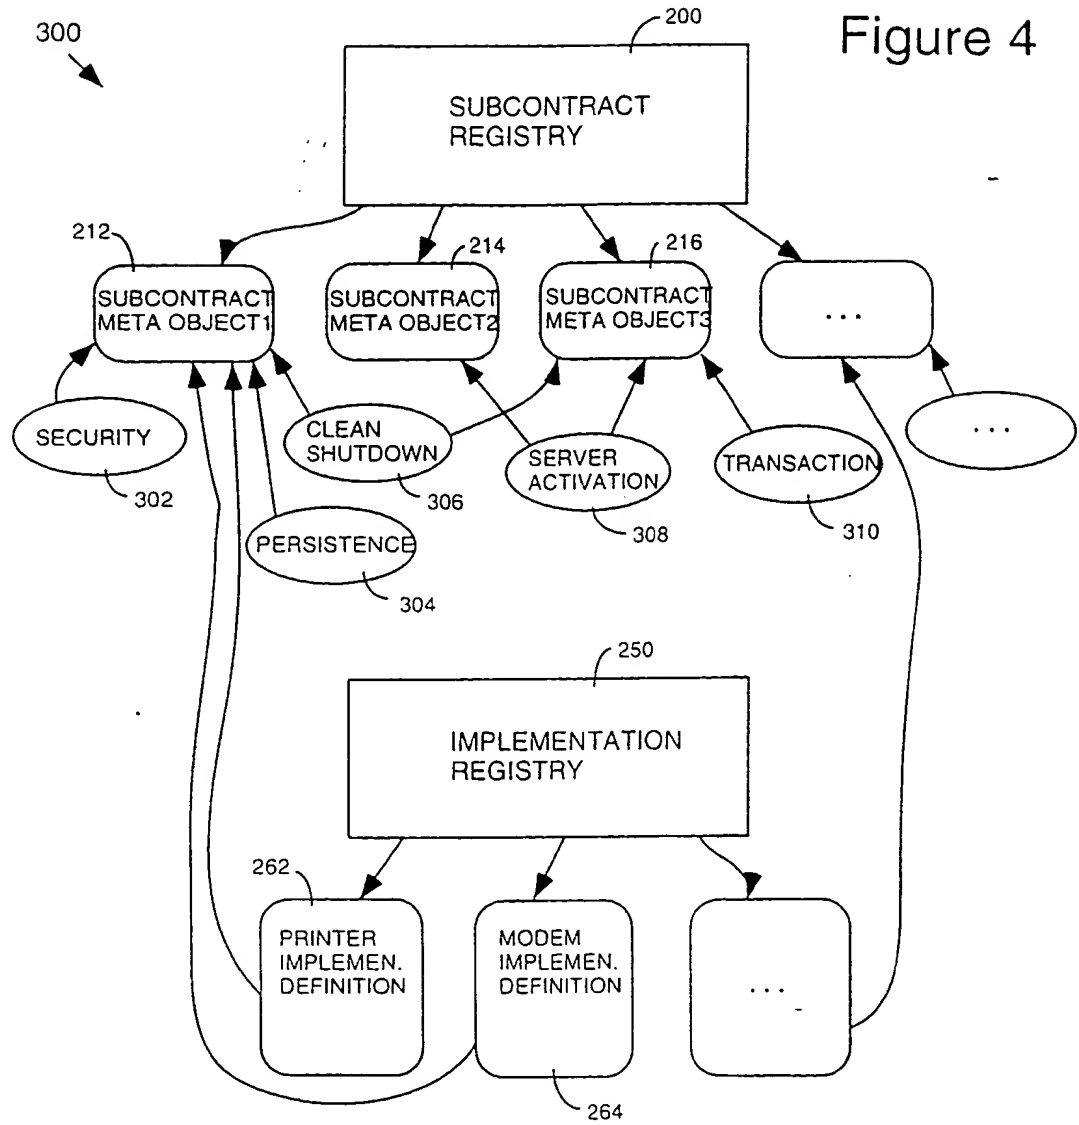 300
200
Figure 4
SUBCONTRACT
REGISTRY
212
214
216
SUBCONTRACT
META OBJECT1
SUBCONTRACT
META OBJECT2
SUBCONTRACT
META OBJECT3
...
SECURITY
302
CLEAN
SHUTDOWN
306
SERVER
ACTIVATION
308
TRANSACTION
310
...
PERSISTENCE
304
250
IMPLEMENTATION
REGISTRY
262
PRINTER
IMPLEMEN.
DEFINITION
MODEM
IMPLEMEN.
DEFINITION
264
...